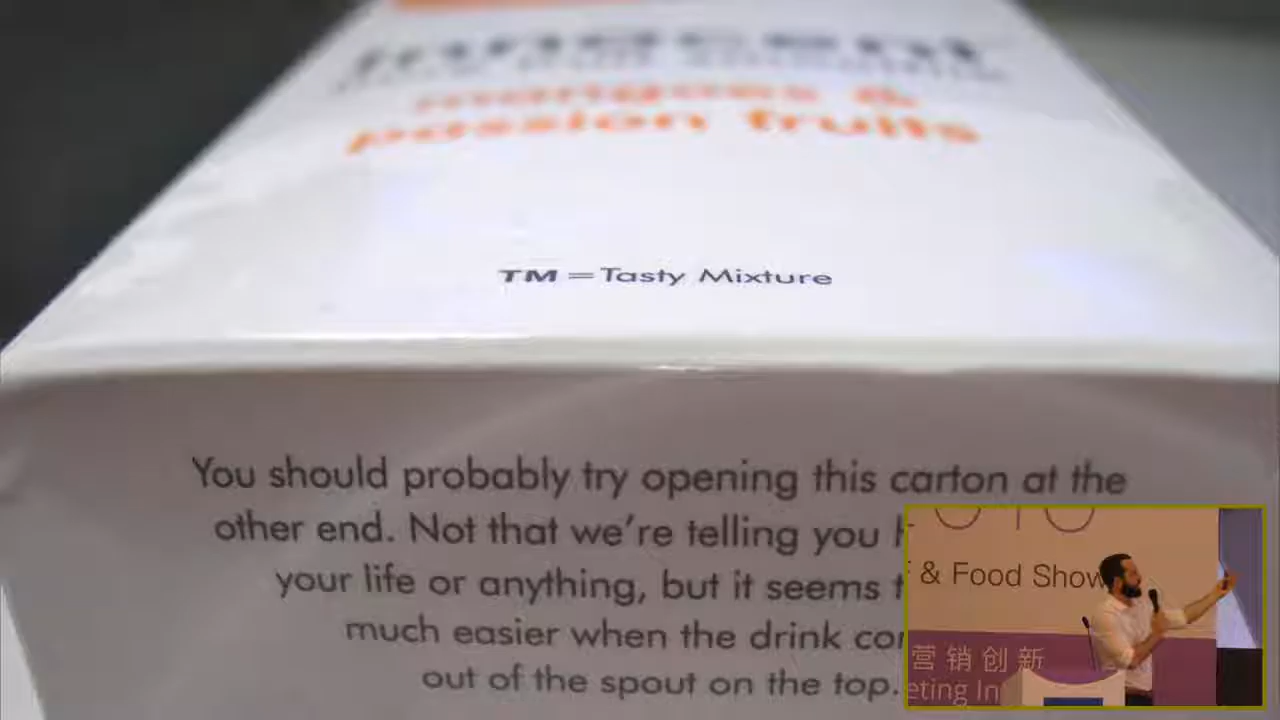 innocent
mangoes &
passion fruits
TM = Tasty Mixture
You should probably try opening this carton at the
other end. Not that we're telling you
your life or anything, but it seems
much easier when the drink
out of the spout on the top.
& Food Show
营销创新
eting In